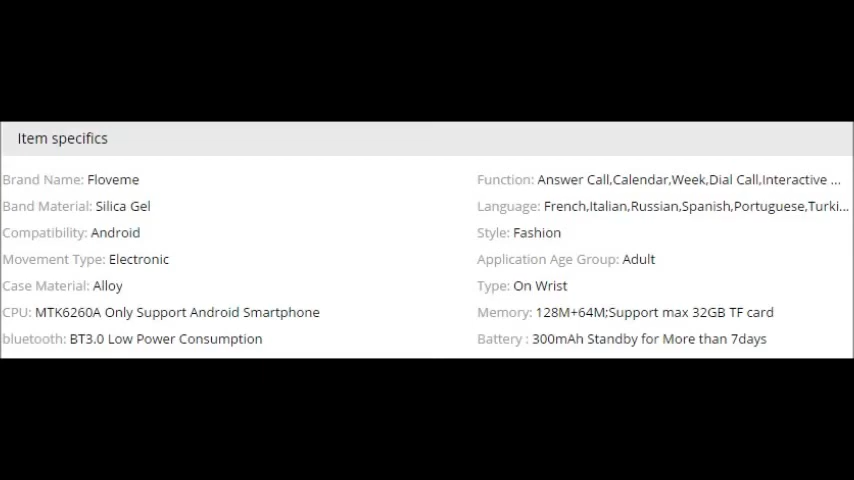 Item specifics
Brand Name: Floveme
Function: Answer Call,Calendar,Week,Dial Call,Interactive ...
Band Material: Silica Gel
Language: French,Italian,Russian,Spanish,Portuguese,Turki...
Compatibility: Android
Style: Fashion
Movement Type: Electronic
Application Age Group: Adult
Case Material: Alloy
Type: On Wrist
CPU: MTK6260A Only Support Android Smartphone
Memory: 128M+64M;Support max 32GB TF card
bluetooth: BT3.0 Low Power Consumption
Battery : 300mAh Standby for More than 7days